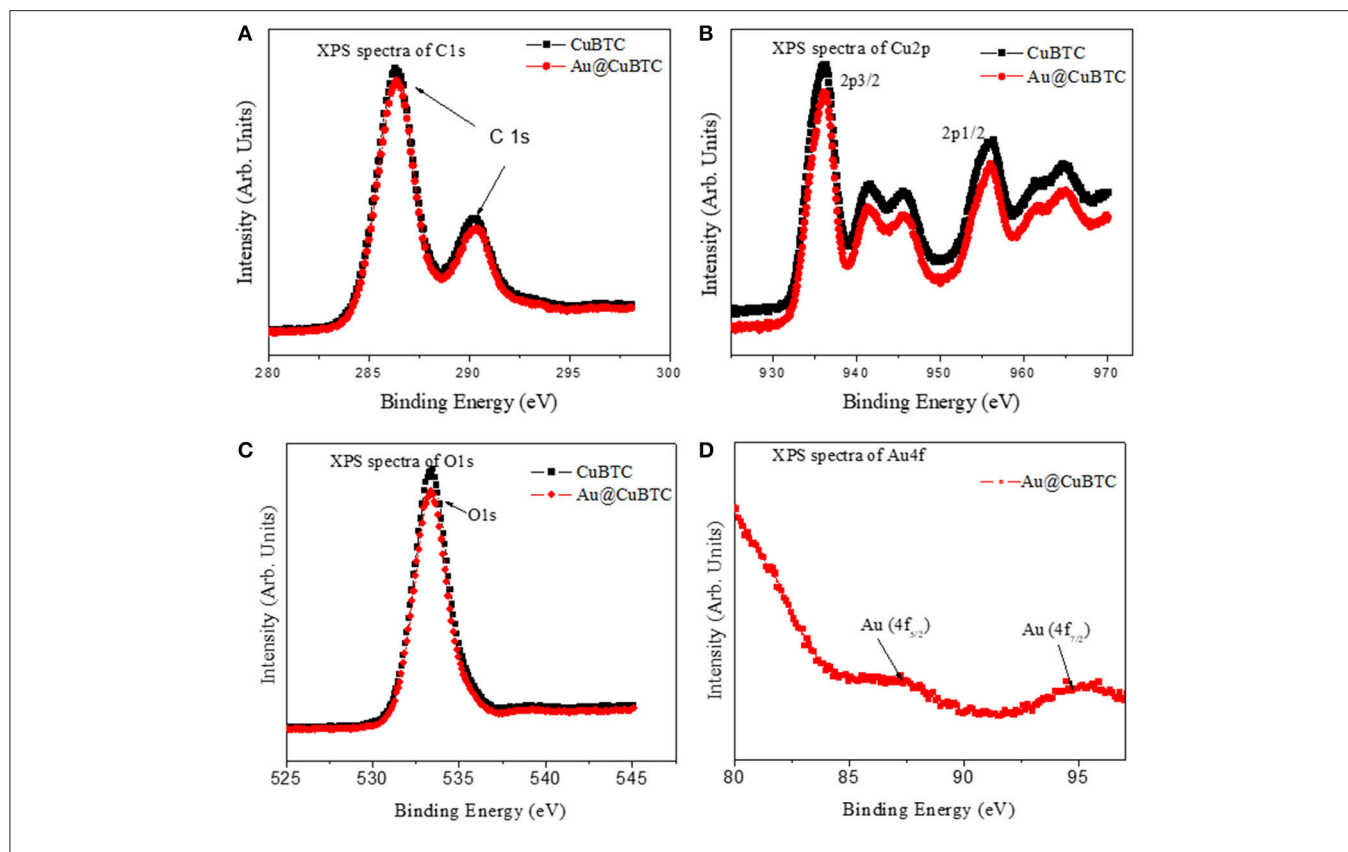 A
XPS spectra of C1s
CuBTC
Au@CuBTC
C 1s
Intensity (Arb. Units)
280 285 290 295 300
Binding Energy (eV)
B
XPS spectra of Cu2p
CuBTC
Au@CuBTC
2p3/2
2p1/2
Intensity (Arb. Units)
930 940 950 960 970
Binding Energy (eV)
C
XPS spectra of O1s
CuBTC
Au@CuBTC
O1s
Intensity (Arb. Units)
525 530 535 540 545
Binding Energy (eV)
D
XPS spectra of Au4f
Au@CuBTC
Au (4f5/2)
Au (4f7/2)
Intensity (Arb. Units)
80 85 90 95
Binding Energy (eV)